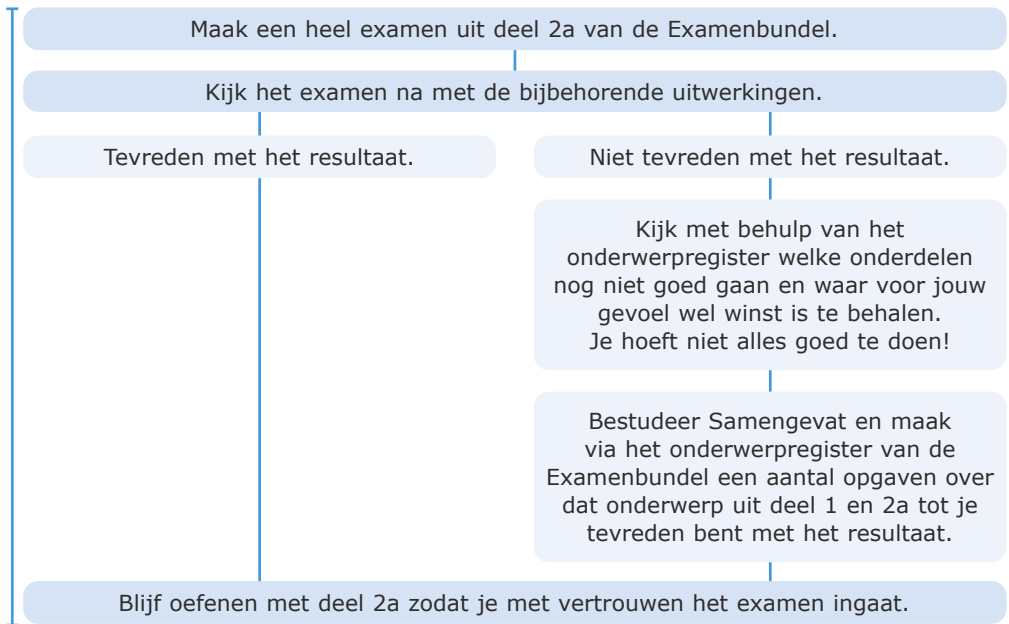 Maak een heel examen uit deel 2a van de Examenbundel.
Kijk het examen na met de bijbehorende uitwerkingen.
Tevreden met het resultaat.
Niet tevreden met het resultaat.
Kijk met behulp van het
onderwerpregister welke onderdelen
nog niet goed gaan en waar voor jouw
gevoel wel winst is te behalen.
Je hoeft niet alles goed te doen!
Bestudeer Samengevat en maak
via het onderwerpregister van de
Examenbundel een aantal opgaven over
dat onderwerp uit deel 1 en 2a tot je
tevreden bent met het resultaat.
Blijf oefenen met deel 2a zodat je met vertrouwen het examen ingaat.